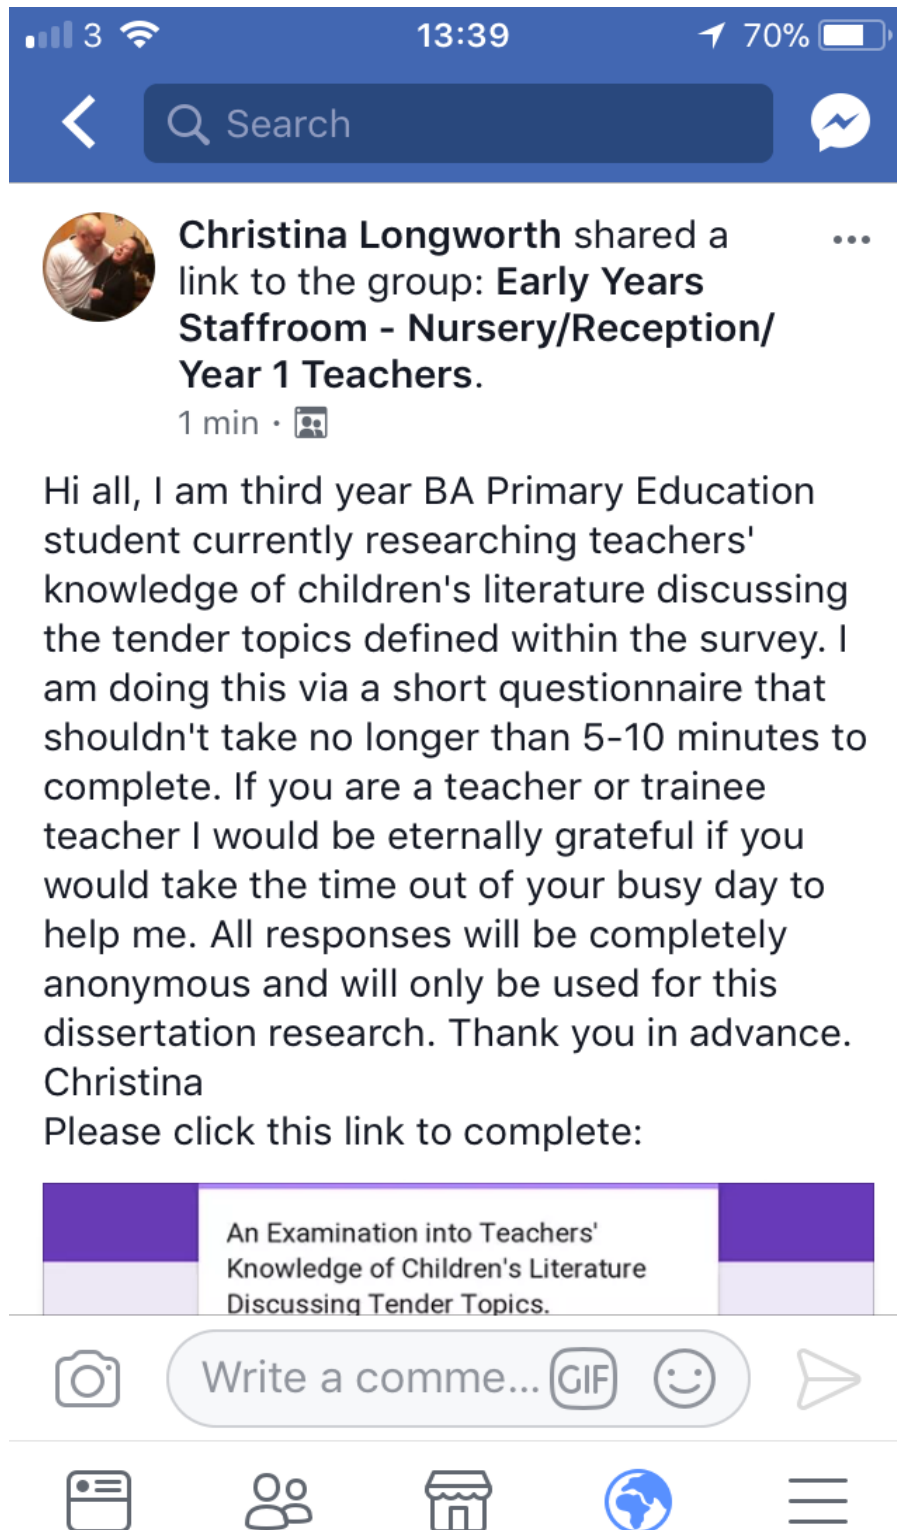 3 13:39 70%
Search
Christina Longworth shared a
link to the group: Early Years
Staffroom - Nursery/Reception/
Year 1 Teachers.
1 min ·
Hi all, I am third year BA Primary Education
student currently researching teachers'
knowledge of children's literature discussing
the tender topics defined within the survey. I
am doing this via a short questionnaire that
shouldn't take no longer than 5-10 minutes to
complete. If you are a teacher or trainee
teacher I would be eternally grateful if you
would take the time out of your busy day to
help me. All responses will be completely
anonymous and will only be used for this
dissertation research. Thank you in advance.
Christina
Please click this link to complete:
An Examination into Teachers'
Knowledge of Children's Literature
Discussing Tender Topics.
Write a comme... GIF